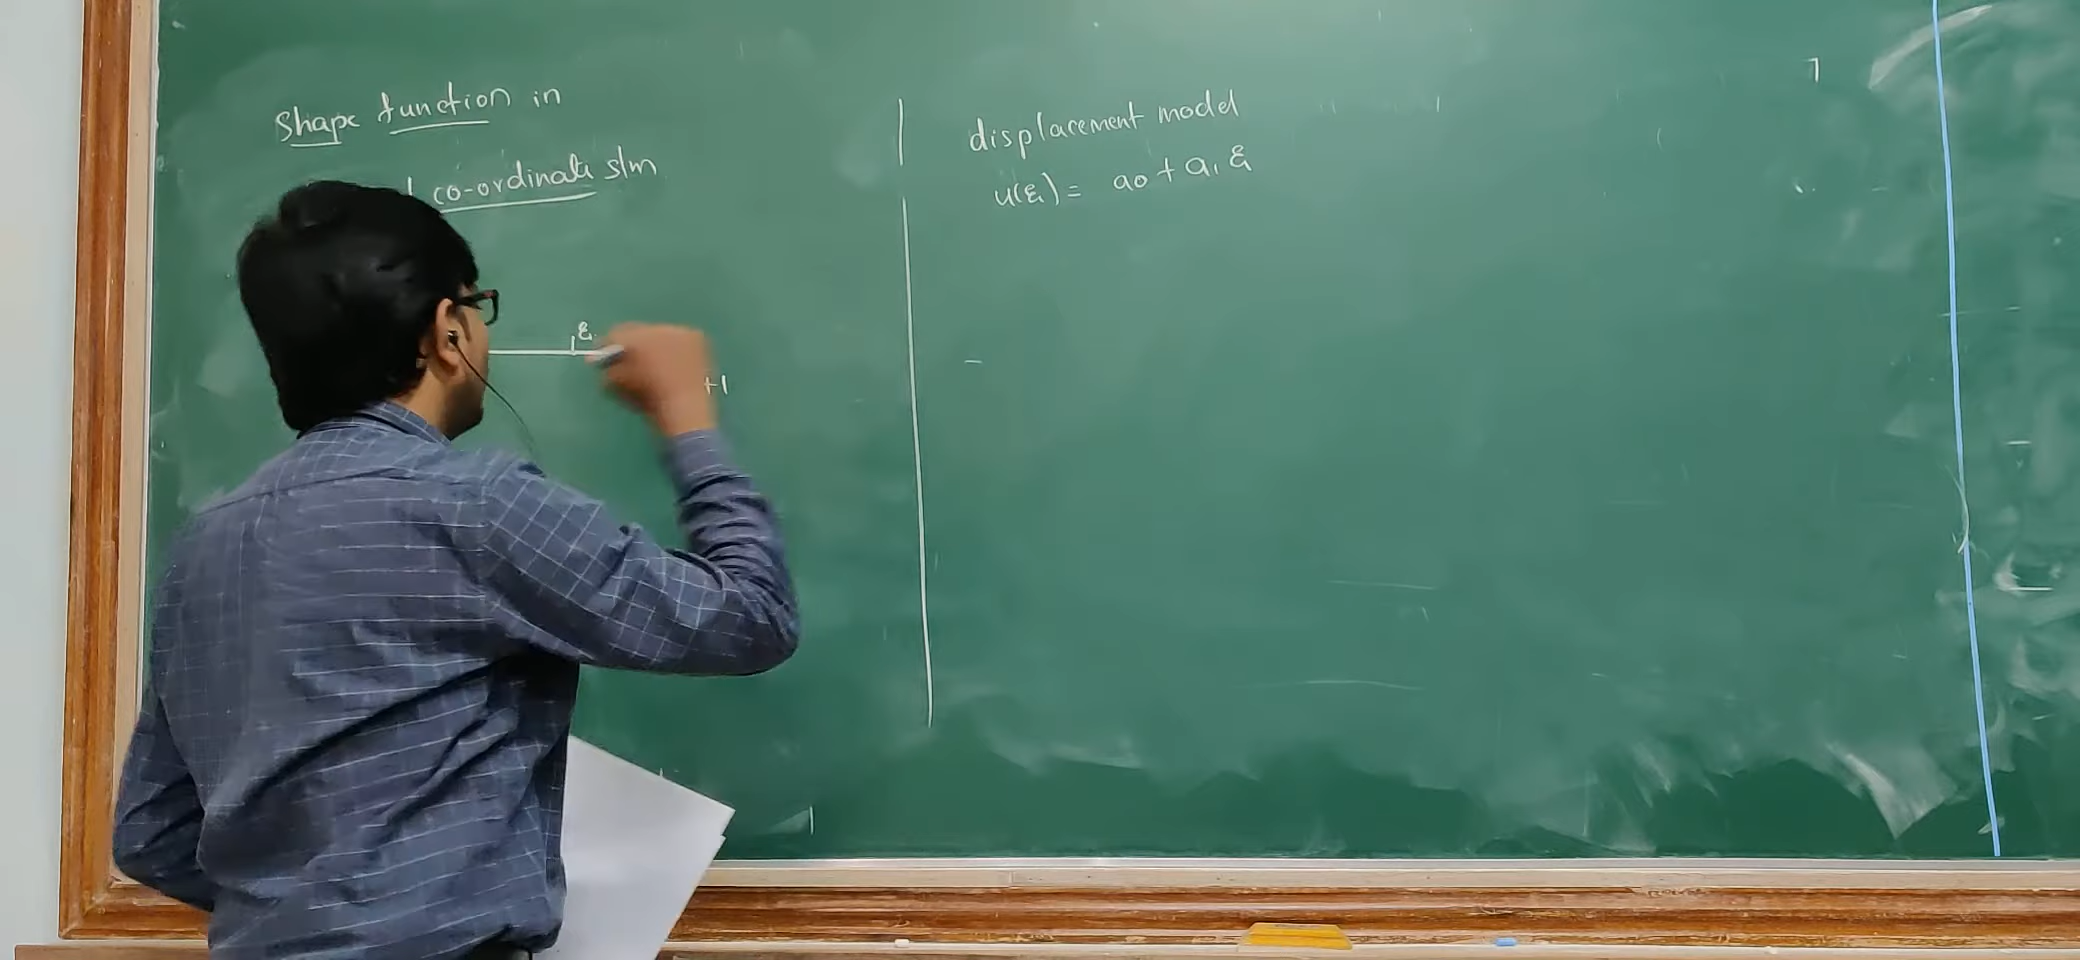 Shape function in
co-ordinate s/m
ξ
+1
displacement model
u(ξ) = a0 + a1 ξ